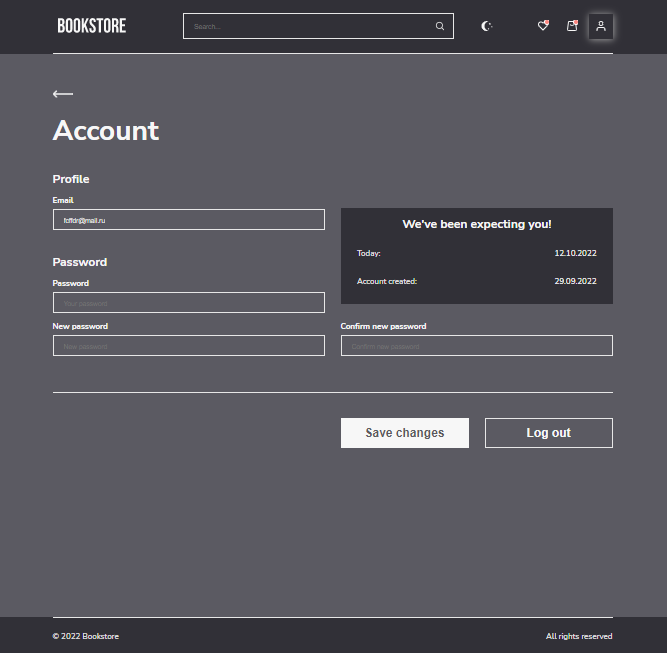 BOOKSTORE
Search...
Account
Profile
Email
fcffdr@mail.ru
We've been expecting you!
Today: 12.10.2022
Account created: 29.09.2022
Password
Password
Your password
New password
New password
Confirm new password
Confirm new password
Save changes
Log out
© 2022 Bookstore
All rights reserved